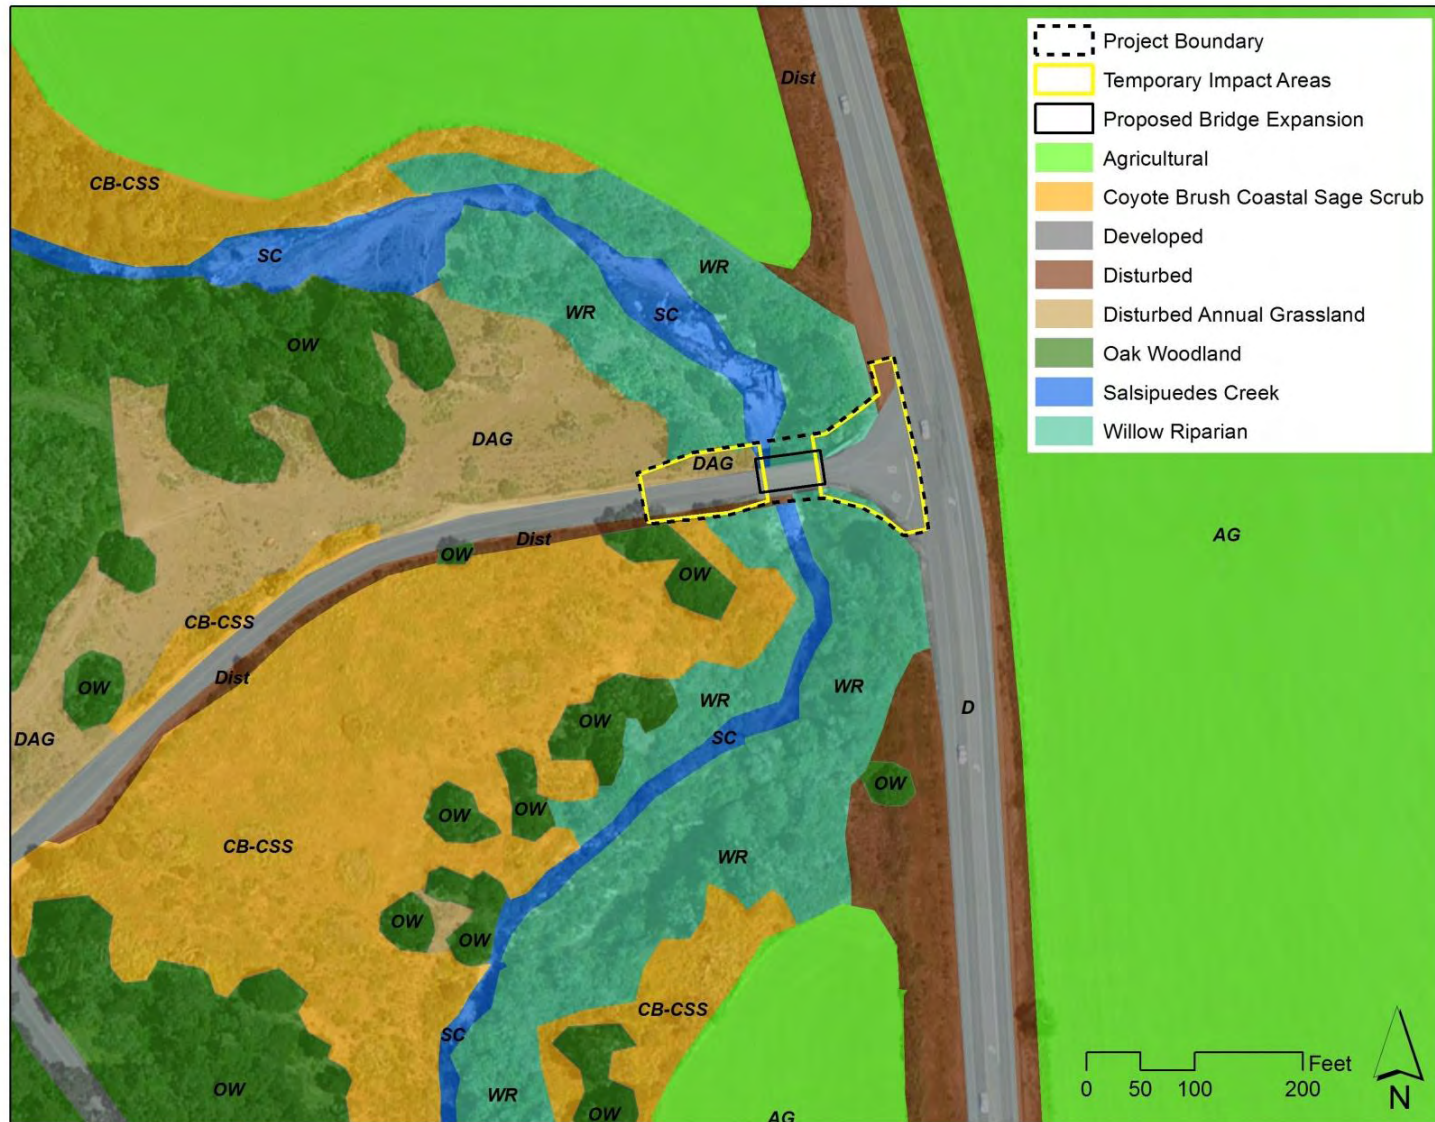 Project Boundary
Temporary Impact Areas
Proposed Bridge Expansion
Agricultural
Coyote Brush Coastal Sage Scrub
Developed
Disturbed
Disturbed Annual Grassland
Oak Woodland
Salsipuedes Creek
Willow Riparian
Dist
CB-CSS
SC
WR
WR
SC
OW
DAG
DAG
AG
Dist
OW
OW
CB-CSS
Dist
OW
WR
WR
D
OW
SC
DAG
OW
OW
OW
CB-CSS
WR
OW
OW
CB-CSS
SC
OW
WR
OW
AG
Feet
0 50 100 200
N